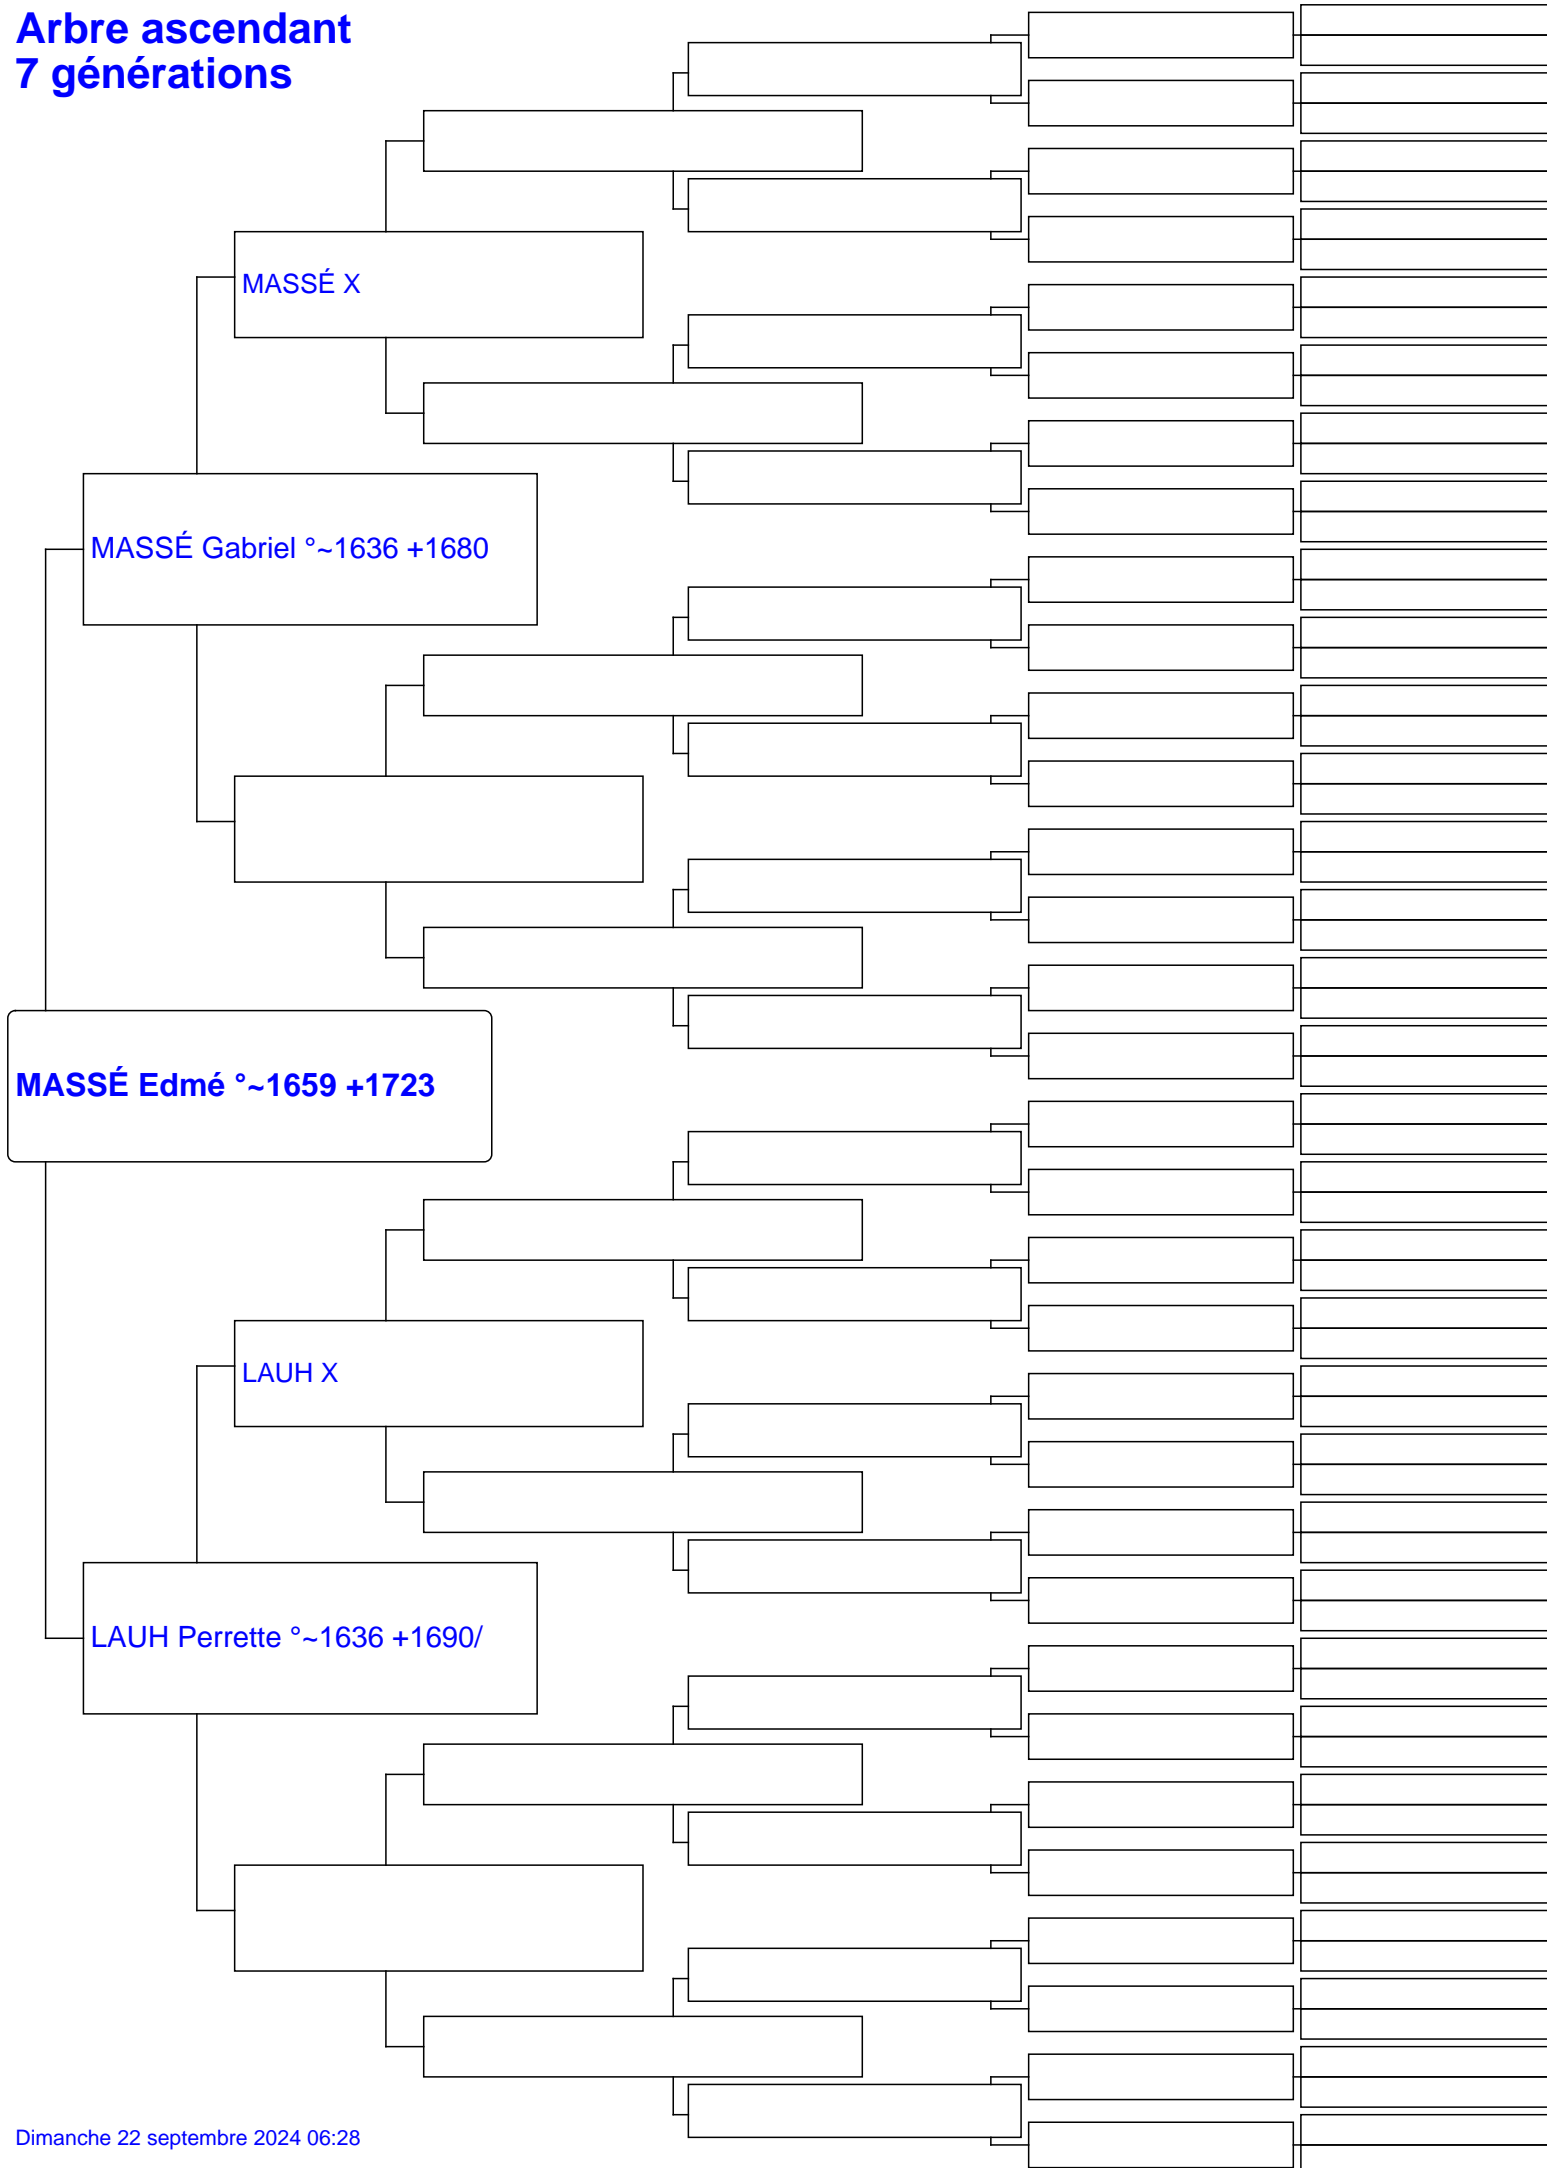 Arbre ascendant
7 générations
MASSÉ X
MASSÉ Gabriel °~1636 +1680
MASSÉ Edmé °~1659 +1723
LAUH X
LAUH Perrette °~1636 +1690/
Dimanche 22 septembre 2024 06:28